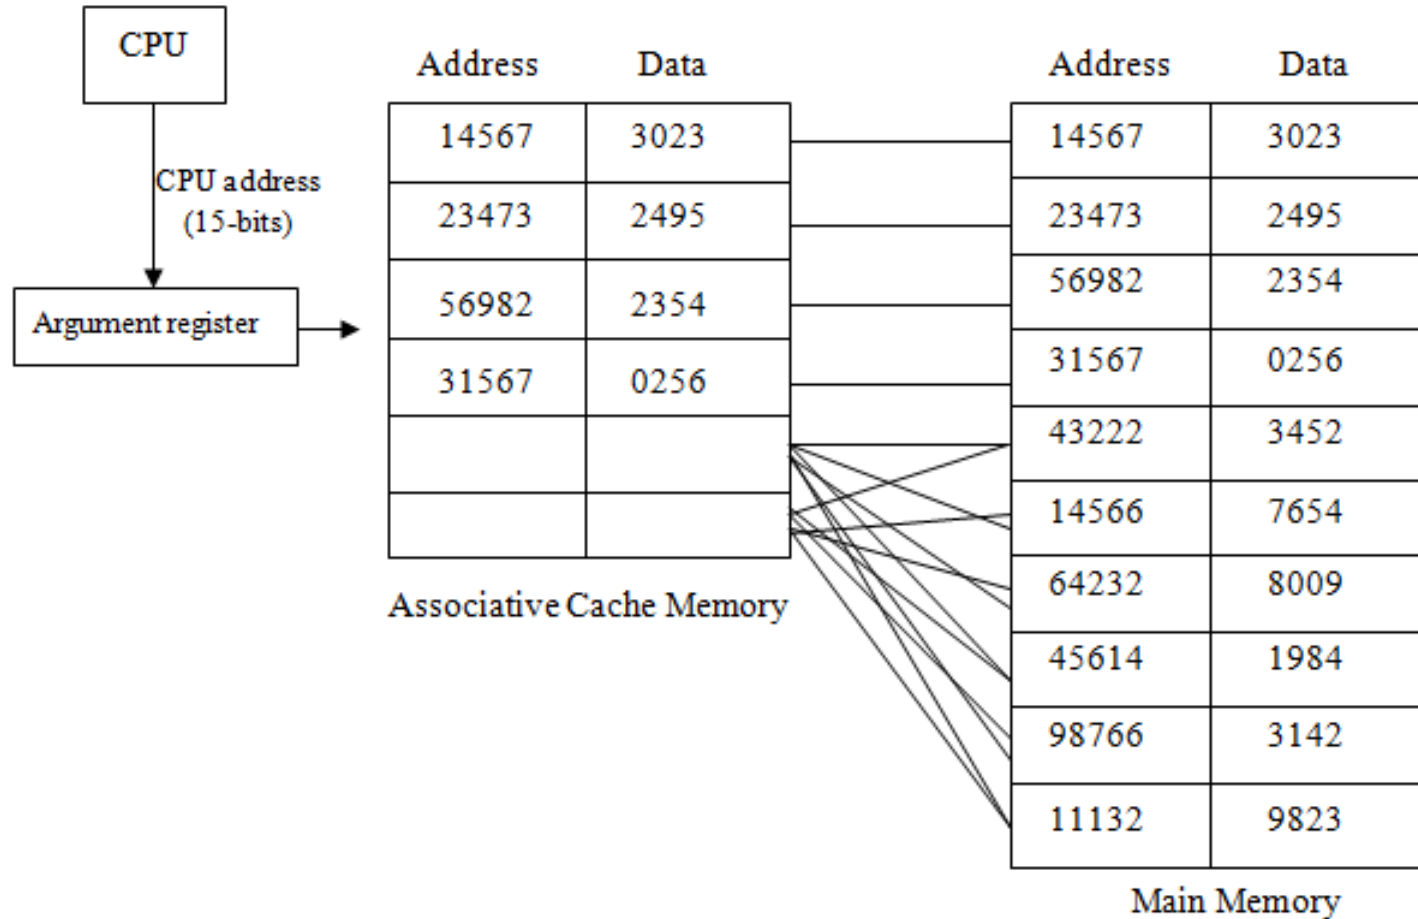 CPU
CPU address
(15-bits)
Argument register
Address Data
14567 3023
23473 2495
56982 2354
31567 0256
Associative Cache Memory
Address Data
14567 3023
23473 2495
56982 2354
31567 0256
43222 3452
14566 7654
64232 8009
45614 1984
98766 3142
11132 9823
Main Memory